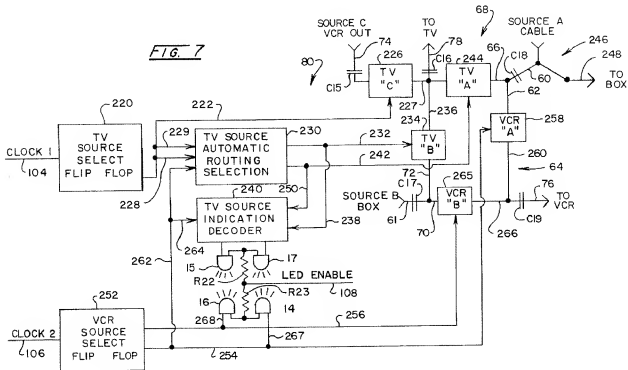 FIG. 7
SOURCE C
VCR OUT
TO
TV
68
SOURCE A
CABLE
74
226
78
C16
244
66
C18
246
248
80
C15
TV
"C"
TV
"A"
60
TO
BOX
227
236
62
220
222
234
TV
"B"
VCR
"A"
258
TV
SOURCE
SELECT
FLIP FLOP
229
228
TV SOURCE
AUTOMATIC
ROUTING
SELECTION
230
232
242
CLOCK 1
104
72
260
64
240
250
C17
265
76
SOURCE B
BOX
61
70
VCR
"B"
266
C19
TO
VCR
TV SOURCE
INDICATION
DECODER
238
264
262
15
17
R22
LED ENABLE
108
R23
16
14
252
268
267
256
CLOCK 2
106
VCR
SOURCE
SELECT
FLIP FLOP
254